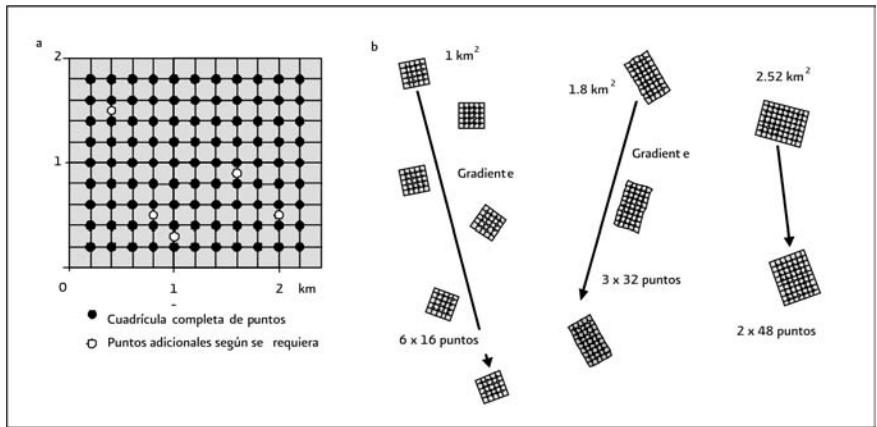 a
2
1
0
1
2
km
Cuadrícula completa de puntos
Puntos adicionales según se requiera
b
1 km²
Gradiente
6 x 16 puntos
1.8 km²
Gradiente
3 x 32 puntos
2.52 km²
2 x 48 puntos